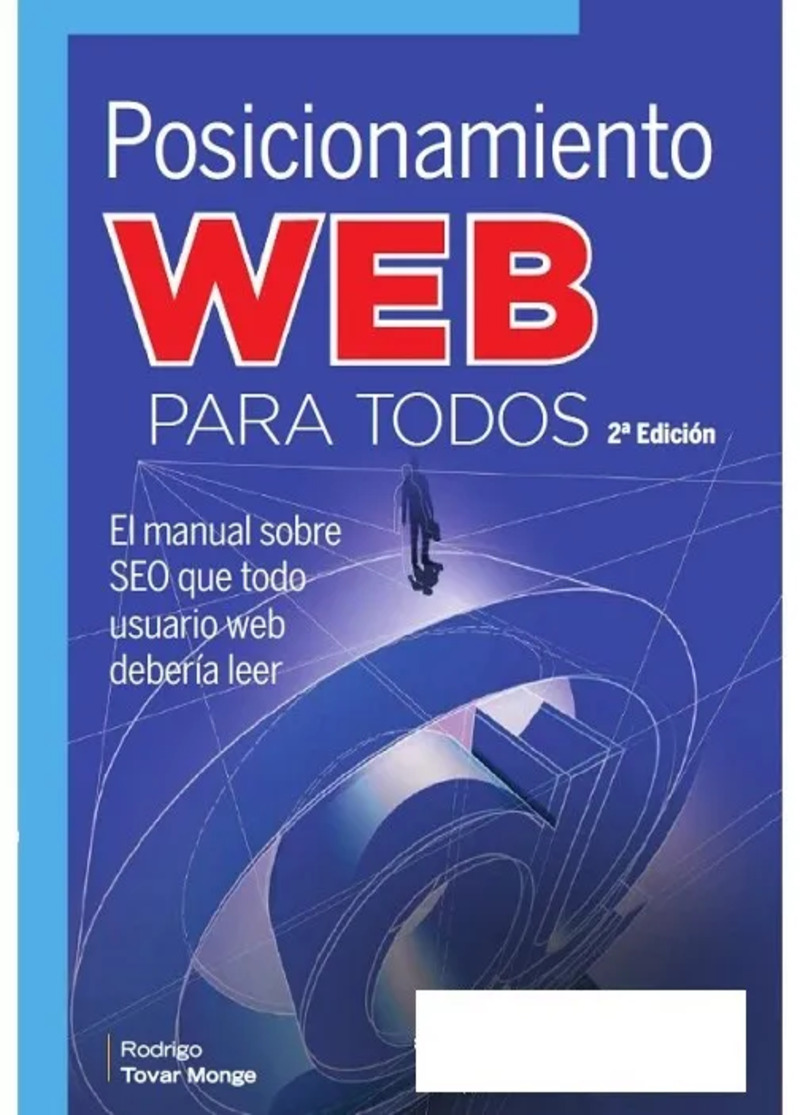 Posicionamiento
WEB
PARA TODOS 2ª Edición
El manual sobre
SEO que todo
usuario web
debería leer
Rodrigo
Tovar Monge